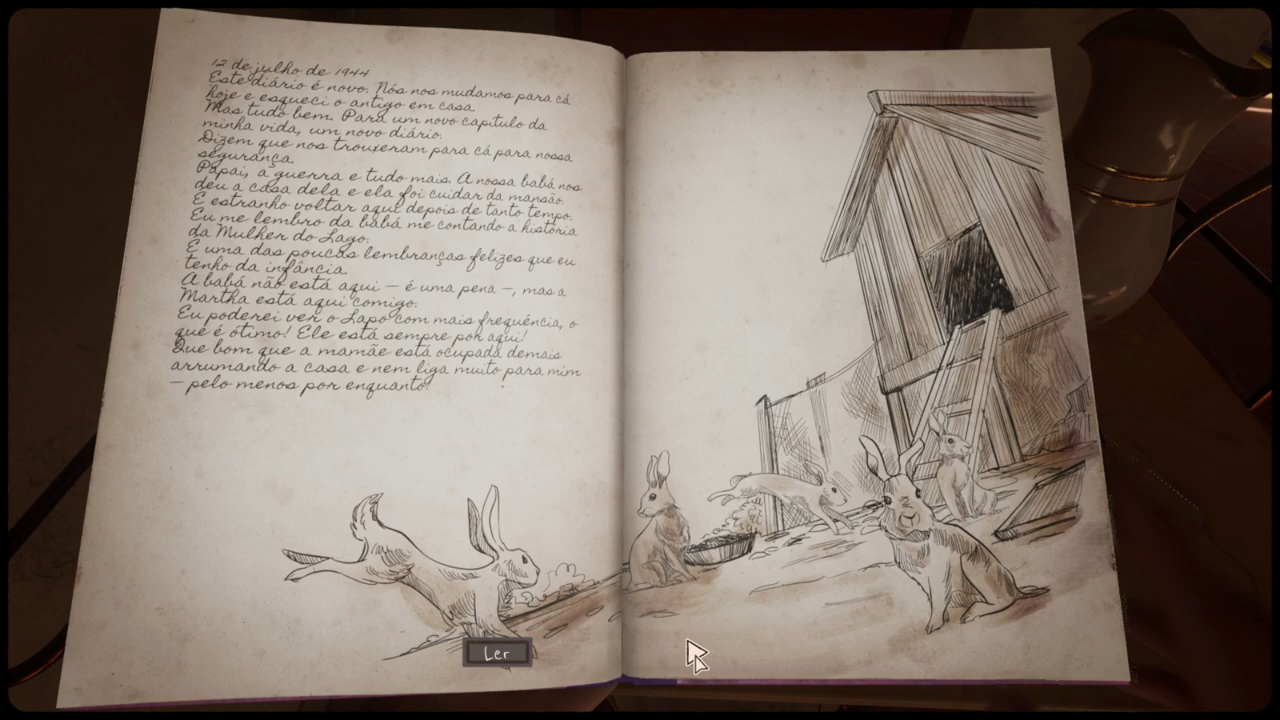 12 de julho de 1944
Este diário é novo. Nós nos mudamos para cá
hoje e esqueci o antigo em casa.
Mas tudo bem. Para um novo capítulo da
minha vida, um novo diário.
Dizem que nos trouxeram para cá para nossa
segurança.
Papai, a guerra e tudo mais. A nossa babá nos
deu a casa dela e ela foi cuidar da mansão.
É estranho voltar aqui depois de tanto tempo.
Eu me lembro da babá me contando a história
da Mulher do Lago.
É uma das poucas lembranças felizes que eu
tenho da infância.
A babá não está aqui – é uma pena –, mas a
Martha está aqui comigo.
Eu poderei ver o Lapo com mais frequência, o
que é ótimo! Ele está sempre por aqui!
Que bom que a mamãe está ocupada demais
arrumando a casa e nem liga muito para mim
– pelo menos por enquanto.
Ler